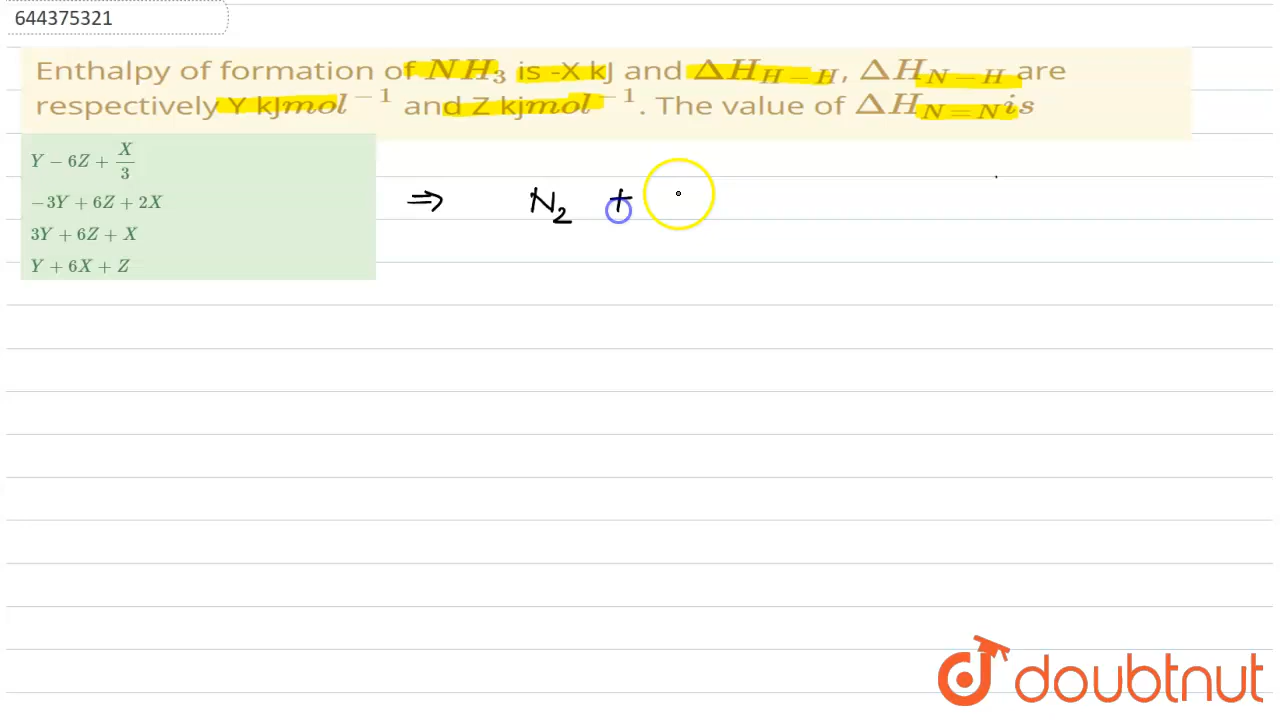 644375321
Enthalpy of formation of NH₃ is -X kJ and ΔH_{H-H}, ΔH_{N-H} are
respectively Y kJmol⁻¹ and Z kjmol⁻¹. The value of ΔH_{N=N}is
Y − 6Z + X/3
−3Y + 6Z + 2X
3Y + 6Z + X
Y + 6X + Z
⇒ N₂ +
doubtnut